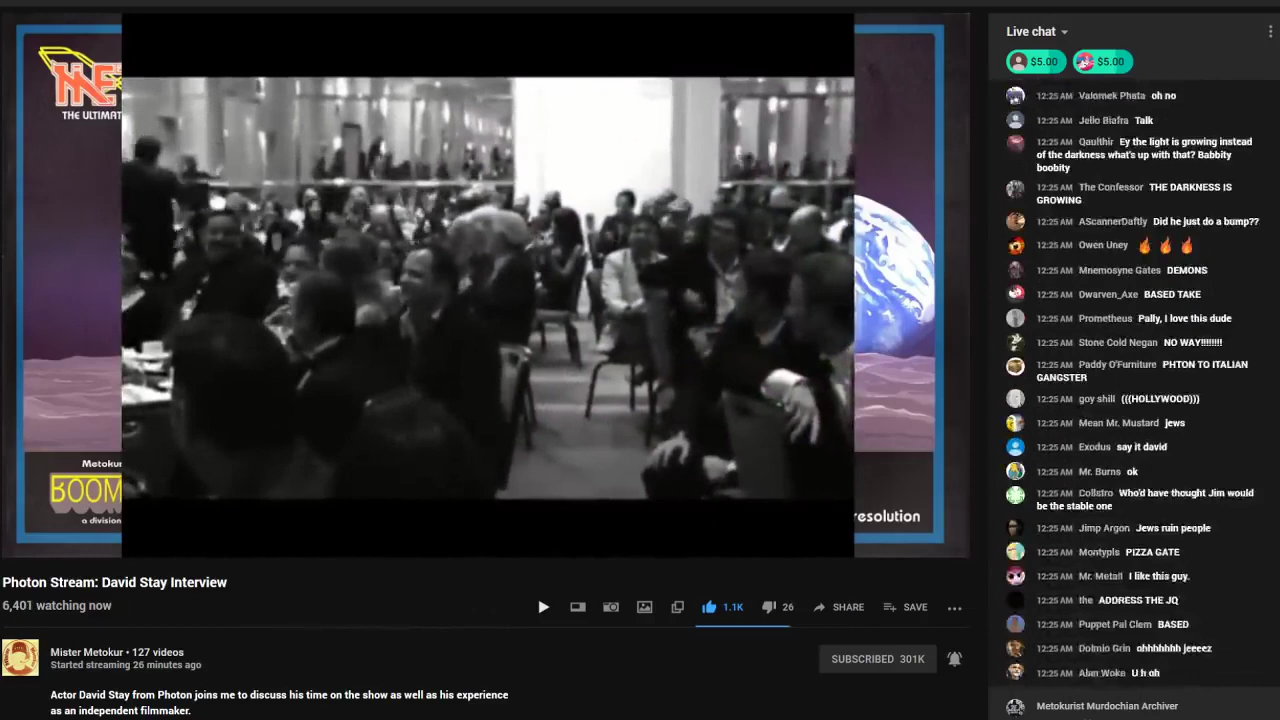 THE ULTIMAT
Metokur
BOOM
a division
resolution
Photon Stream: David Stay Interview
6,401 watching now
1.1K
26
SHARE
SAVE
Mister Metokur • 127 videos
Started streaming 26 minutes ago
SUBSCRIBED 301K
Actor David Stay from Photon joins me to discuss his time on the show as well as his experience
as an independent filmmaker.
Live chat
$5.00
$5.00
12:25 AM Valomek Phata oh no
12:25 AM Jello Biafra Talk
12:25 AM Qaulthir Ey the light is growing instead
of the darkness what's up with that? Babbity
boobity
12:25 AM The Confessor THE DARKNESS IS
GROWING
12:25 AM AScannerDaftly Did he just do a bump??
12:25 AM Owen Uney 🔥 🔥 🔥
12:25 AM Mnemosyne Gates DEMONS
12:25 AM Dwarven_Axe BASED TAKE
12:25 AM Prometheus Pally, I love this dude
12:25 AM Stone Cold Negan NO WAY!!!!!!!!
12:25 AM Paddy O'Furniture PHTON TO ITALIAN
GANGSTER
12:25 AM goy shill (((HOLLYWOOD)))
12:25 AM Mean Mr. Mustard jews
12:25 AM Exodus say it david
12:25 AM Mr. Burns ok
12:25 AM Collstro Who'd have thought Jim would
be the stable one
12:25 AM Jimp Argon Jews ruin people
12:25 AM Montypls PIZZA GATE
12:25 AM Mr. Metall I like this guy.
12:25 AM the ADDRESS THE JQ
12:25 AM Puppet Pal Clem BASED
12:25 AM Dolmio Grin ohhhhhhh jeeeez
12:25 AM Alan Woke U h oh
Metokurist Murdochian Archiver